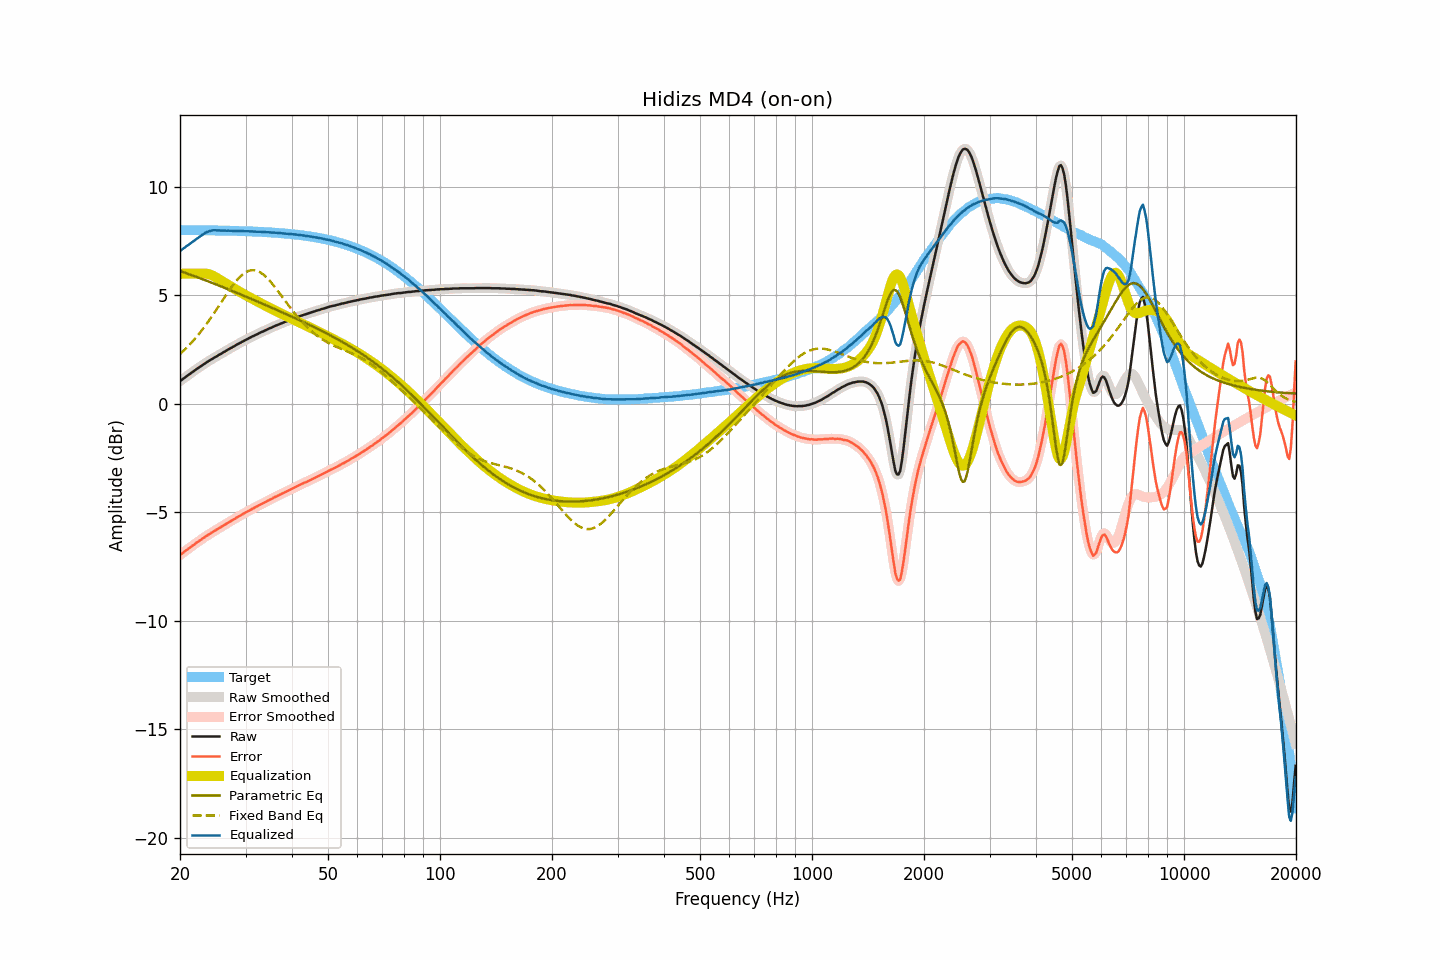 Hidizs MD4 (on-on)
Amplitude (dBr)
10
5
0
−5
−10
−15
−20
Target
Raw Smoothed
Error Smoothed
Raw
Error
Equalization
Parametric Eq
Fixed Band Eq
Equalized
20 50 100 200 500 1000 2000 5000 10000 20000
Frequency (Hz)